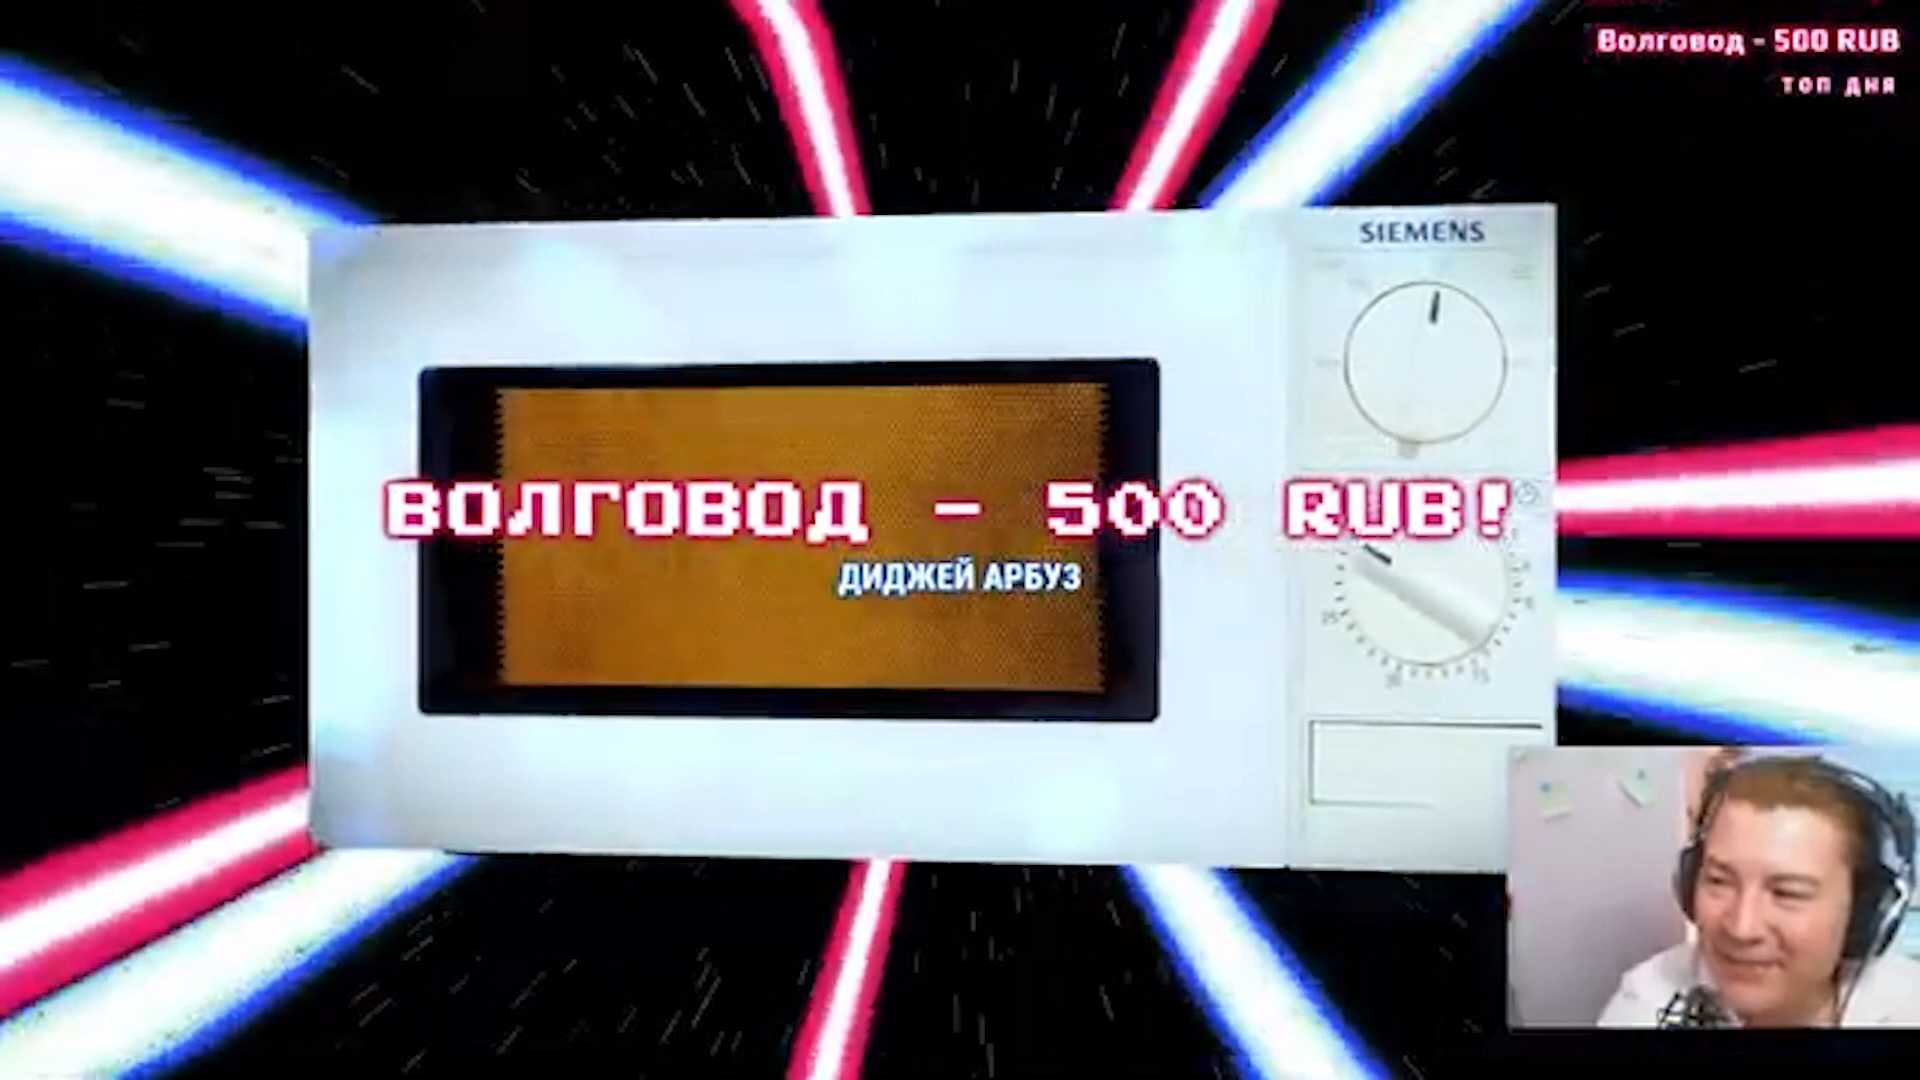 Волговод - 500 RUB
топ дня
SIEMENS
ВОЛГОВОД - 500 RUB!
ДИДЖЕЙ АРБУЗ